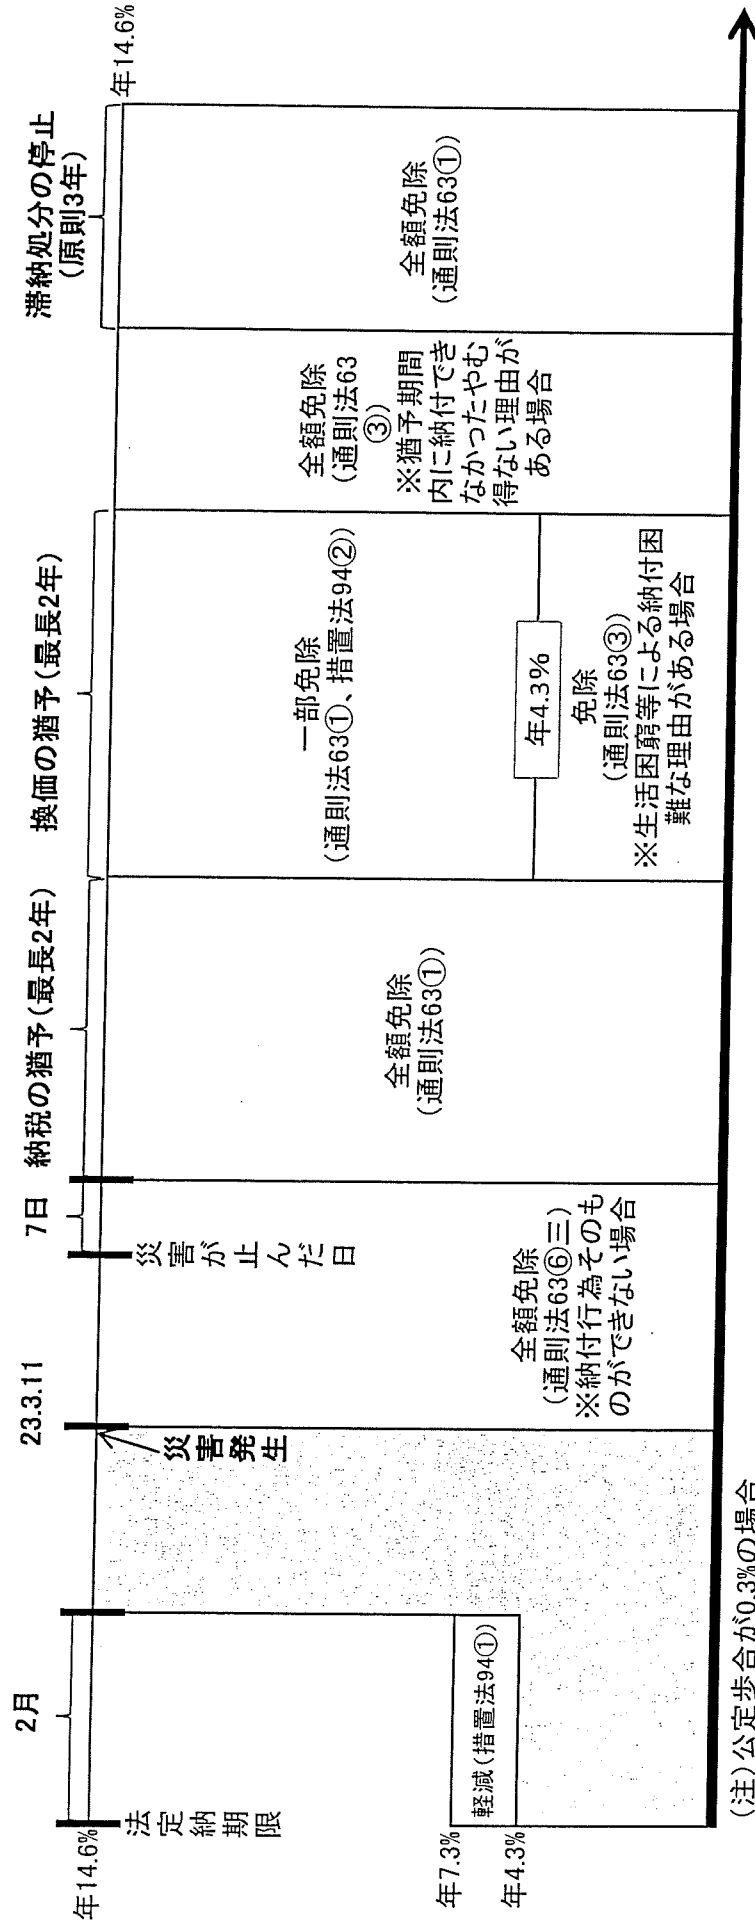 2月
23.3.11
7日
納税の猶予(最長2年)
換価の猶予(最長2年)
滞納処分の停止
(原則3年)
年14.6%
年14.6%
法定納期限
災害発生
災害が止んだ日
年7.3%
年4.3%
軽減(措置法94①)
全額免除
(通則法63⑥三)
※納付行為そのも
のができない場合
全額免除
(通則法63①)
一部免除
(通則法63①、措置法94②)
年4.3%
免除
(通則法63③)
※生活困窮等による納付困
難な理由がある場合
全額免除
(通則法63
③)
※猶予期間
内に納付でき
なかったやむ
得ない理由が
ある場合
全額免除
(通則法63①)
(注)公定歩合が0.3%の場合